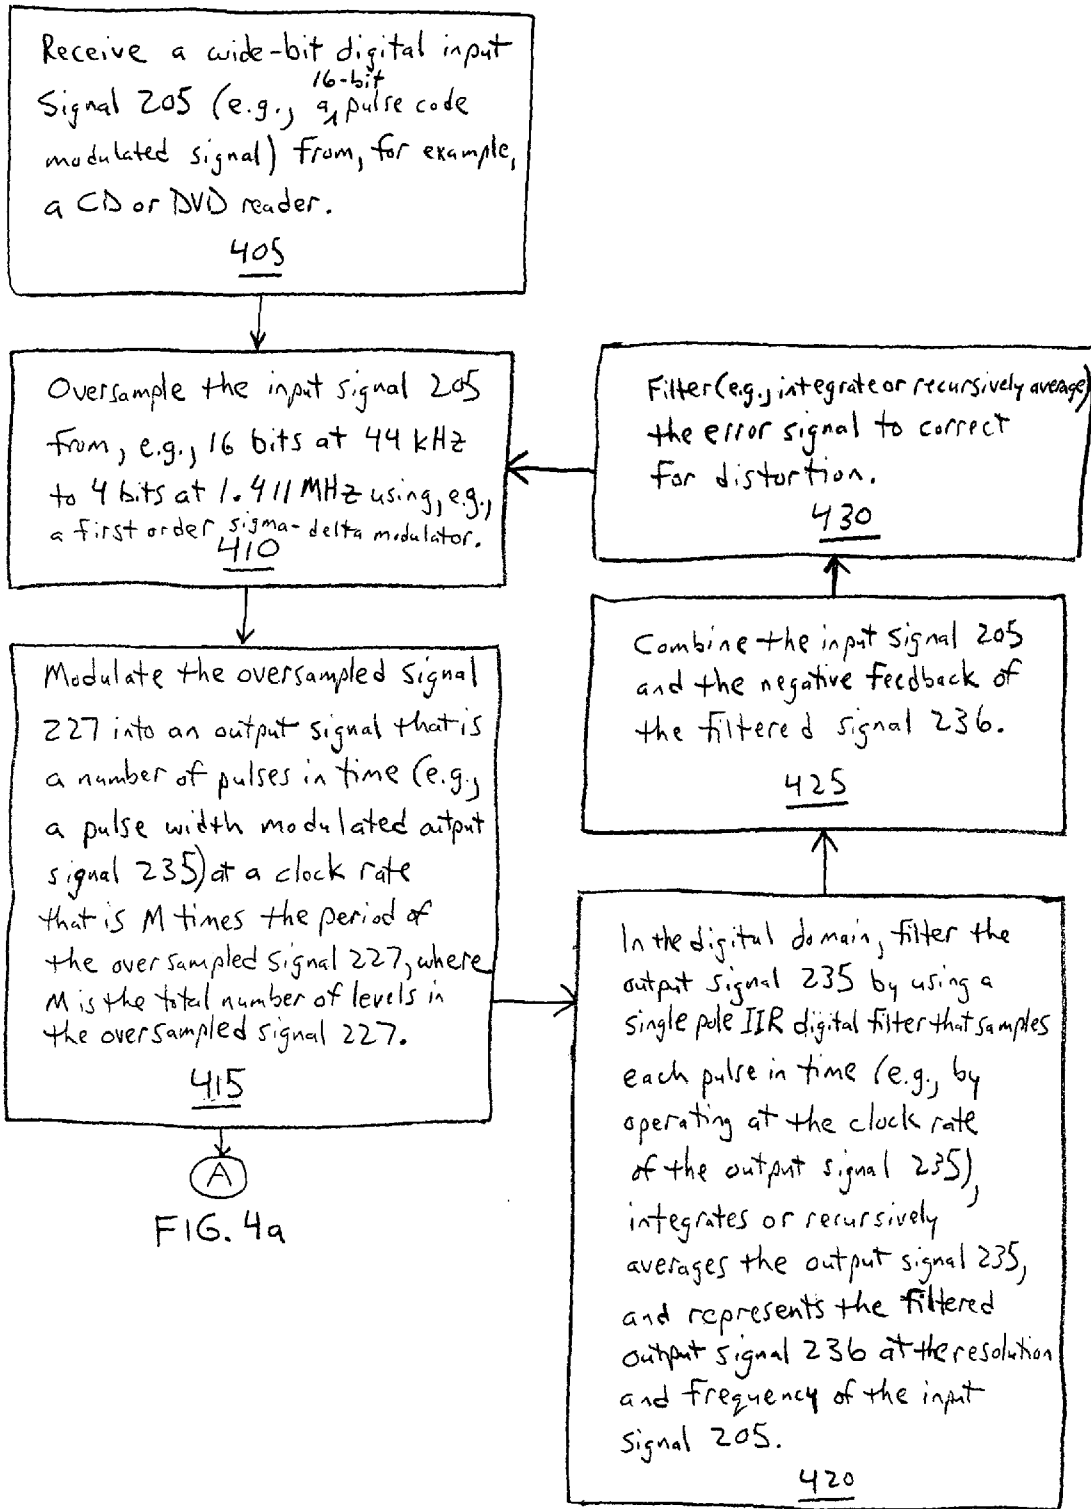 Receive a wide-bit digital input
Signal 205 (e.g., a 16-bit pulse code
modulated signal) from, for example,
a CD or DVD reader.
405
Oversample the input signal 205
from, e.g., 16 bits at 44 kHz
to 4 bits at 1.411 MHz using, e.g.,
a first order sigma-delta modulator.
410
Modulate the oversampled signal
227 into an output signal that is
a number of pulses in time (e.g.,
a pulse width modulated output
signal 235) at a clock rate
that is M times the period of
the oversampled signal 227, where
M is the total number of levels in
the oversampled signal 227.
415
A
FIG. 4a
In the digital domain, filter the
output signal 235 by using a
single pole IIR digital filter that samples
each pulse in time (e.g., by
operating at the clock rate
of the output signal 235),
integrates or recursively
averages the output signal 235,
and represents the filtered
output signal 236 at the resolution
and frequency of the input
signal 205.
420
Combine the input signal 205
and the negative feedback of
the filtered signal 236.
425
Filter (e.g., integrate or recursively average)
the error signal to correct
for distortion.
430